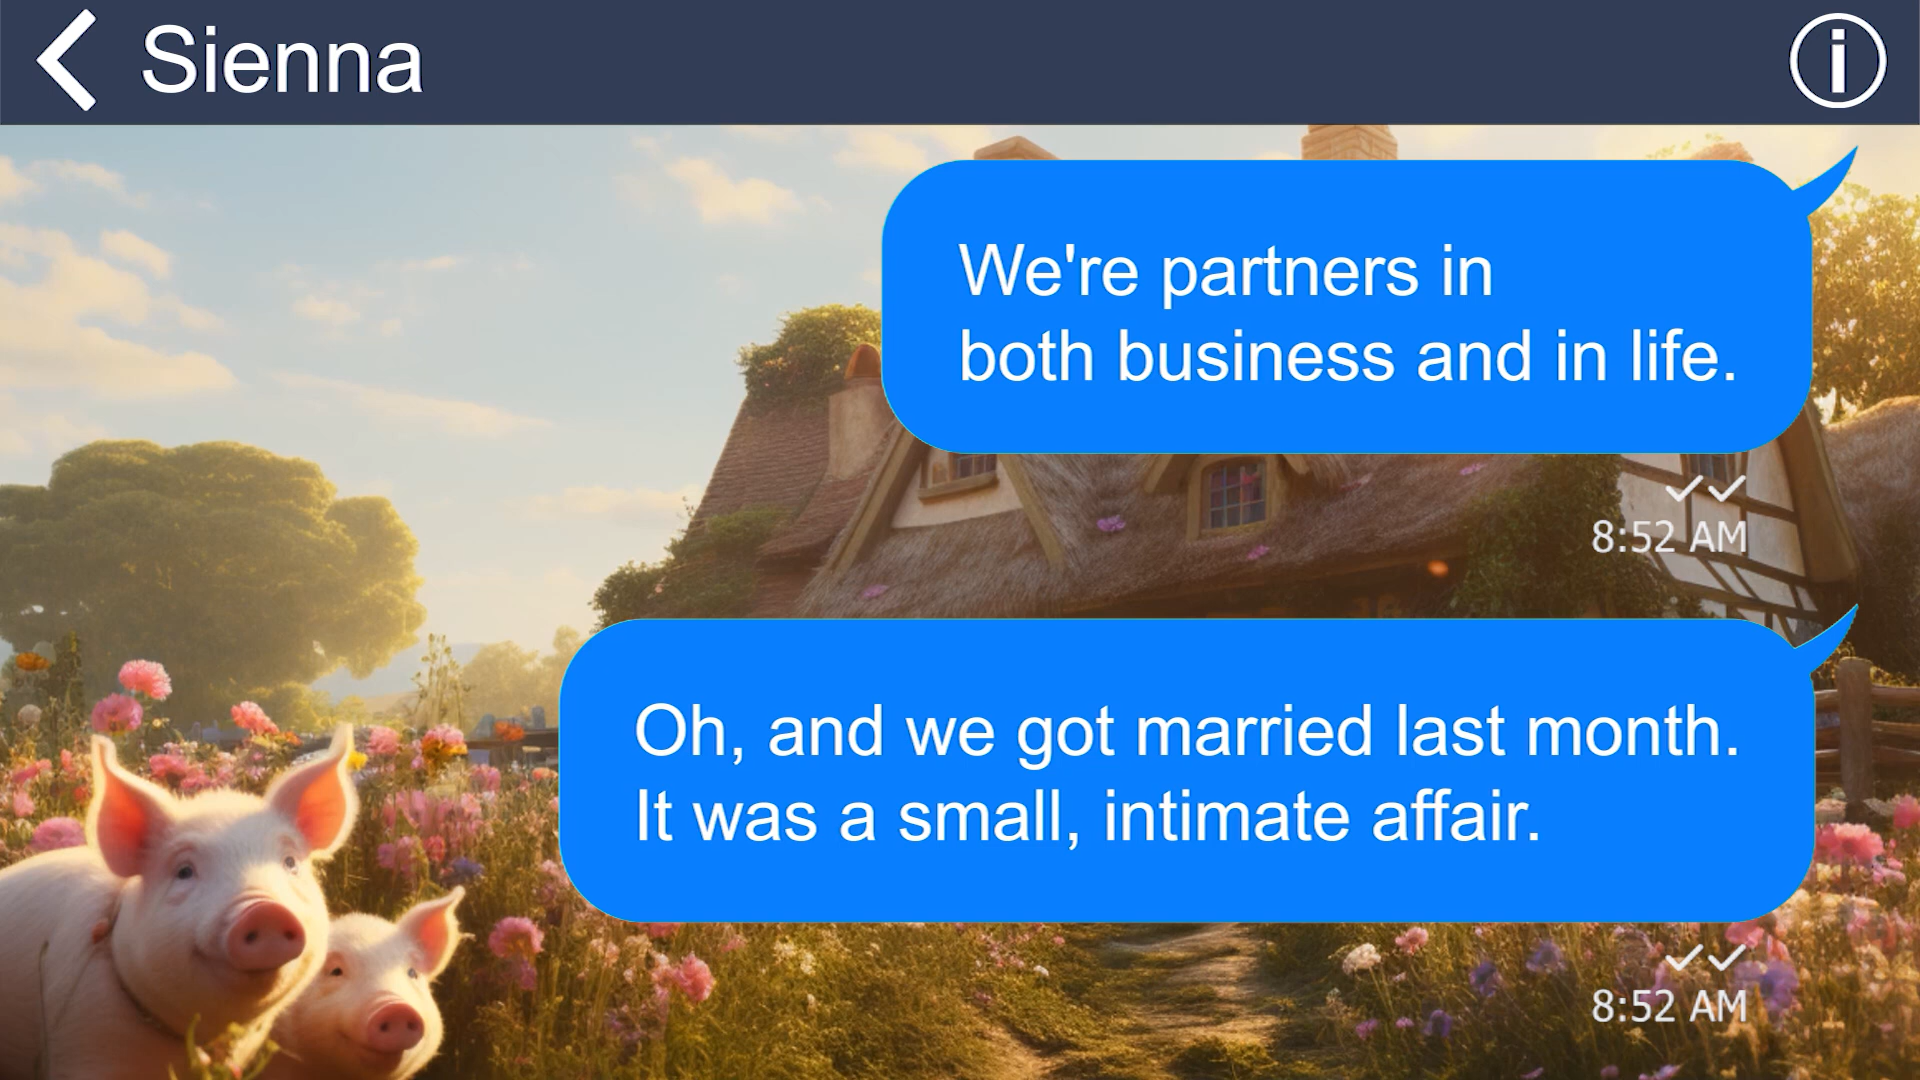 Sienna
We're partners in
both business and in life.
8:52 AM
Oh, and we got married last month.
It was a small, intimate affair.
8:52 AM